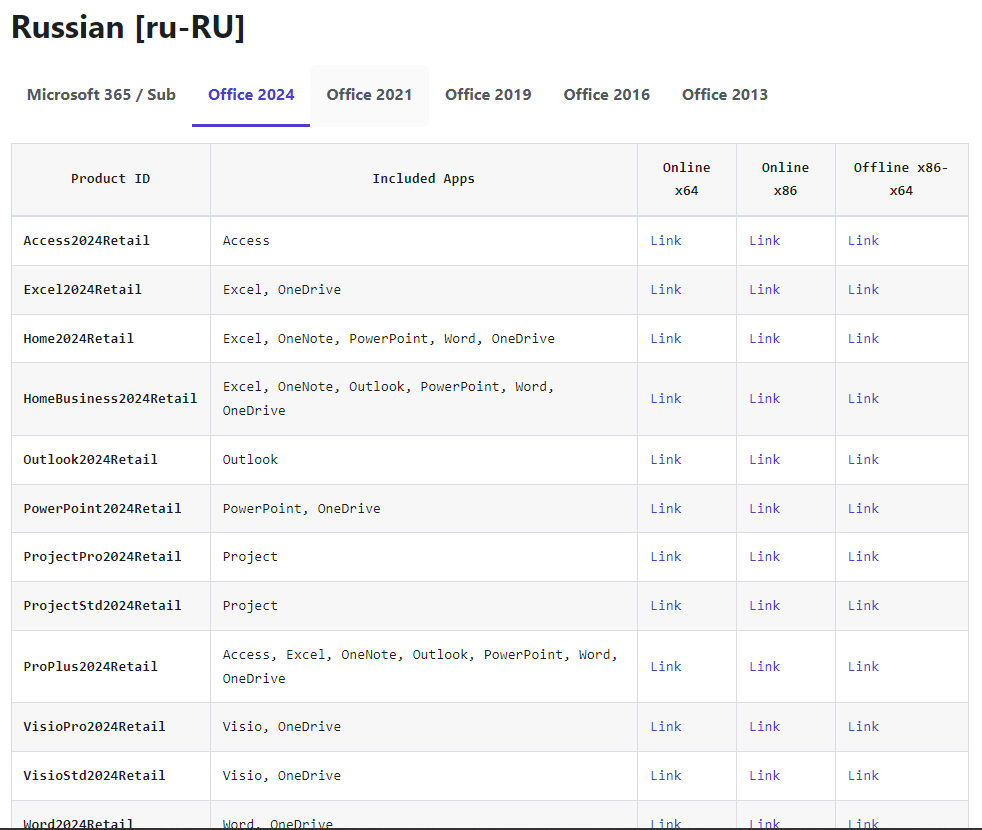 Russian [ru-RU]
Microsoft 365 / Sub Office 2024 Office 2021 Office 2019 Office 2016 Office 2013
Product ID Included Apps Online x64 Online x86 Offline x86-x64
Access2024Retail Access Link Link Link
Excel2024Retail Excel, OneDrive Link Link Link
Home2024Retail Excel, OneNote, PowerPoint, Word, OneDrive Link Link Link
HomeBusiness2024Retail Excel, OneNote, Outlook, PowerPoint, Word, OneDrive Link Link Link
Outlook2024Retail Outlook Link Link Link
PowerPoint2024Retail PowerPoint, OneDrive Link Link Link
ProjectPro2024Retail Project Link Link Link
ProjectStd2024Retail Project Link Link Link
ProPlus2024Retail Access, Excel, OneNote, Outlook, PowerPoint, Word, OneDrive Link Link Link
VisioPro2024Retail Visio, OneDrive Link Link Link
VisioStd2024Retail Visio, OneDrive Link Link Link
Word2024Retail Word, OneDrive Link Link Link